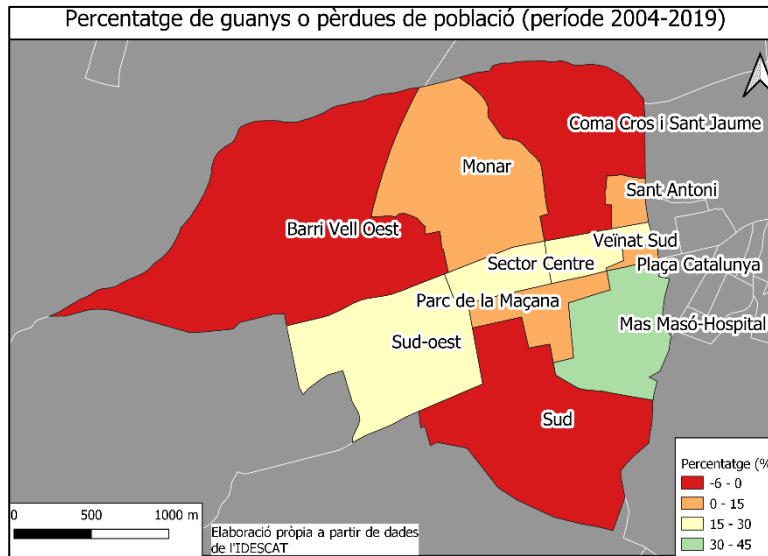 Percentatge de guanys o pèrdues de població (període 2004-2019)
Coma Cros i Sant Jaume
Monar
Sant Antoni
Barri Vell Oest
Veïnat Sud
Sector Centre
Plaça Catalunya
Parc de la Maçana
Mas Masó-Hospital
Sud-oest
Sud
Percentatge (%
-6 - 0
0 - 15
15 - 30
30 - 45
0 500 1000 m
Elaboració pròpia a partir de dades
de l'IDESCAT